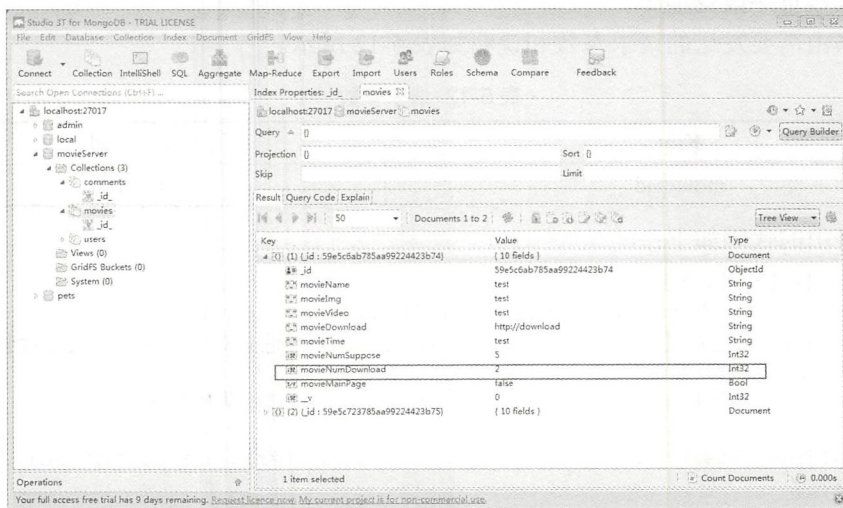 Studio 3T for MongoDB - TRIAL LICENSE
File Edit Database Collection Index Document GridFS View Help
Connect Collection IntelliShell SQL Aggregate Map-Reduce Export Import Users Roles Schema Compare Feedback
Search Open Connections (Ctrl+F) ...
localhost:27017
admin
local
movieServer
Collections (3)
comments
_id_
movies
_id_
users
Views (0)
GridFS Buckets (0)
System (0)
pets
Operations
Index Properties: _id_ movies
localhost:27017 movieServer movies
Query {} Query Builder
Projection {} Sort {}
Skip Limit
Result Query Code Explain
50 Documents 1 to 2 Tree View
Key Value Type
(1) {_id : 59e5c6ab785aa99224423b74} { 10 fields } Document
_id 59e5c6ab785aa99224423b74 ObjectId
movieName test String
movieImg test String
movieVideo test String
movieDownload http://download String
movieTime test String
movieNumSuppose 5 Int32
movieNumDownload 2 Int32
movieMainPage false Bool
__v 0 Int32
(2) {_id : 59e5c723785aa99224423b75} { 10 fields } Document
1 item selected Count Documents 0.000s
Your full access free trial has 9 days remaining. Request licence now. My current project is for non-commercial use.